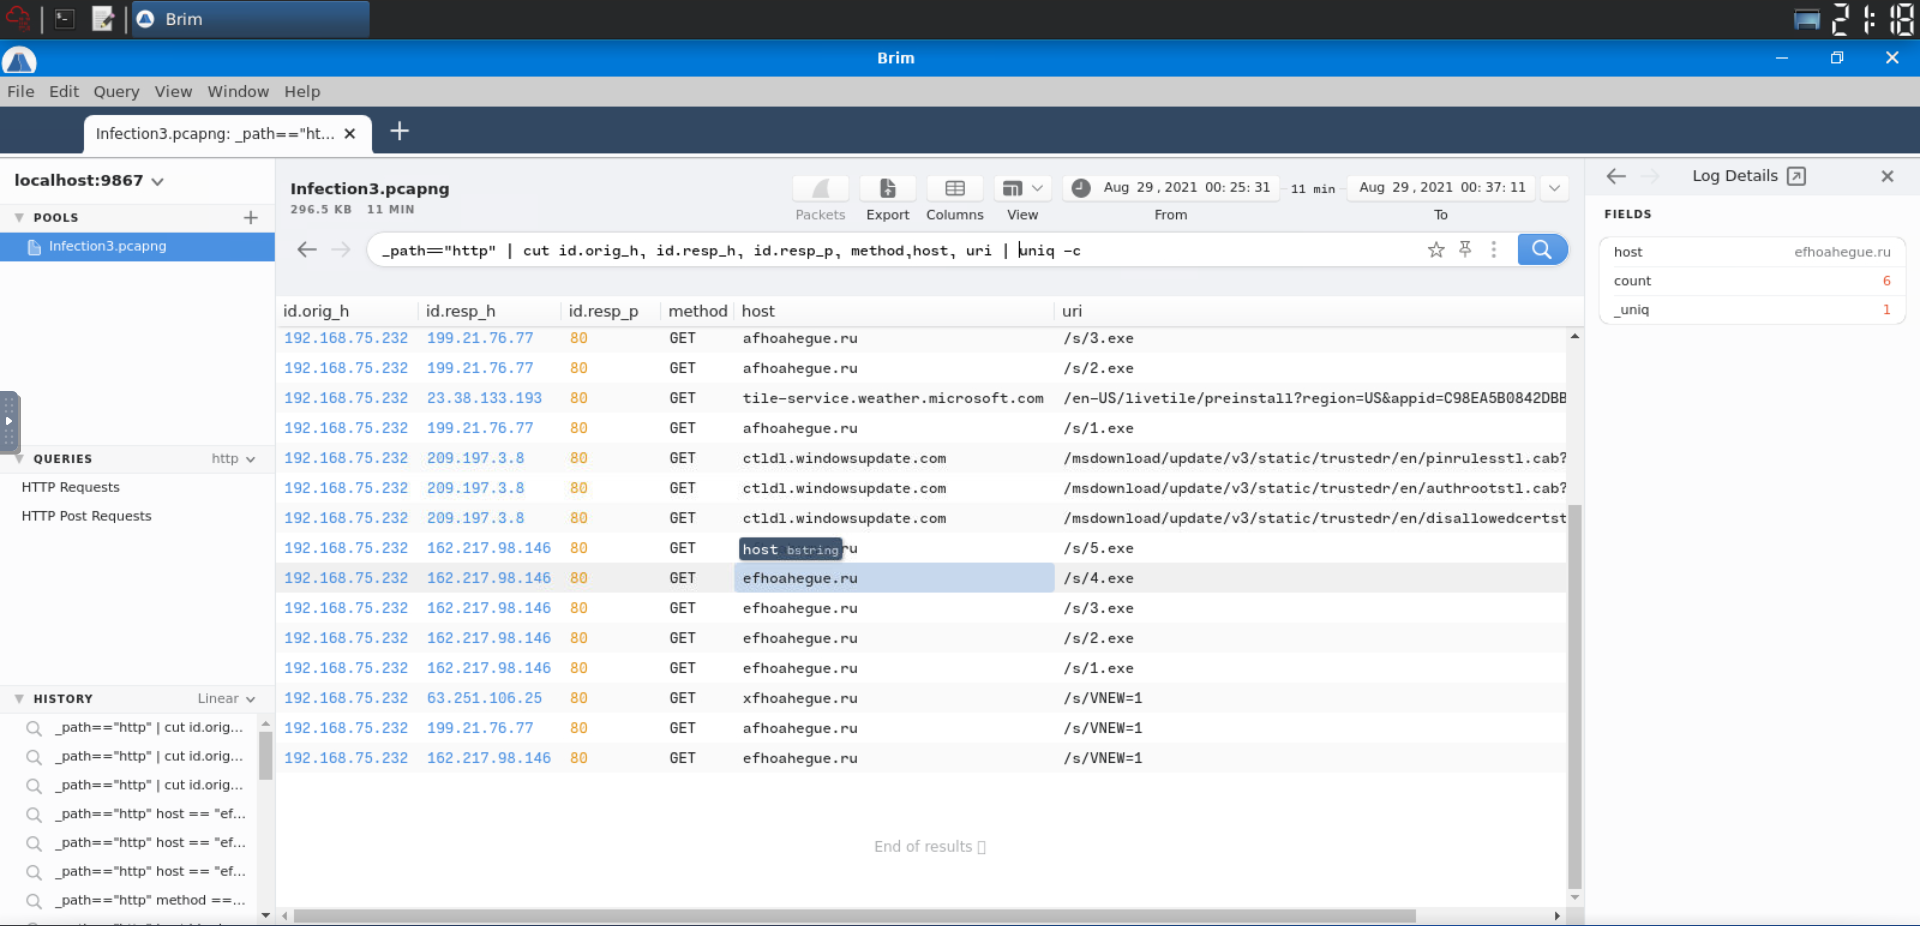 Brim
21:18
Brim
File Edit Query View Window Help
Infection3.pcapng: _path=="ht...
localhost:9867
POOLS
Infection3.pcapng
QUERIES http
HTTP Requests
HTTP Post Requests
HISTORY Linear
_path=="http" | cut id.orig...
_path=="http" | cut id.orig...
_path=="http" | cut id.orig...
_path=="http" host == "ef...
_path=="http" host == "ef...
_path=="http" host == "ef...
_path=="http" method ==...
Infection3.pcapng
296.5 KB 11 MIN
Packets Export Columns View
Aug 29, 2021 00:25:31 11 min Aug 29, 2021 00:37:11
From To
_path=="http" | cut id.orig_h, id.resp_h, id.resp_p, method,host, uri | uniq -c
id.orig_h id.resp_h id.resp_p method host uri
192.168.75.232 199.21.76.77 80 GET afhoahegue.ru /s/3.exe
192.168.75.232 199.21.76.77 80 GET afhoahegue.ru /s/2.exe
192.168.75.232 23.38.133.193 80 GET tile-service.weather.microsoft.com /en-US/livetile/preinstall?region=US&appid=C98EA5B0842DBB
192.168.75.232 199.21.76.77 80 GET afhoahegue.ru /s/1.exe
192.168.75.232 209.197.3.8 80 GET ctldl.windowsupdate.com /msdownload/update/v3/static/trustedr/en/pinrulesstl.cab?
192.168.75.232 209.197.3.8 80 GET ctldl.windowsupdate.com /msdownload/update/v3/static/trustedr/en/authrootstl.cab?
192.168.75.232 209.197.3.8 80 GET ctldl.windowsupdate.com /msdownload/update/v3/static/trustedr/en/disallowedcertst
192.168.75.232 162.217.98.146 80 GET host bstring ru /s/5.exe
192.168.75.232 162.217.98.146 80 GET efhoahegue.ru /s/4.exe
192.168.75.232 162.217.98.146 80 GET efhoahegue.ru /s/3.exe
192.168.75.232 162.217.98.146 80 GET efhoahegue.ru /s/2.exe
192.168.75.232 162.217.98.146 80 GET efhoahegue.ru /s/1.exe
192.168.75.232 63.251.106.25 80 GET xfhoahegue.ru /s/VNEW=1
192.168.75.232 199.21.76.77 80 GET afhoahegue.ru /s/VNEW=1
192.168.75.232 162.217.98.146 80 GET efhoahegue.ru /s/VNEW=1
End of results
Log Details
FIELDS
host efhoahegue.ru
count 6
_uniq 1